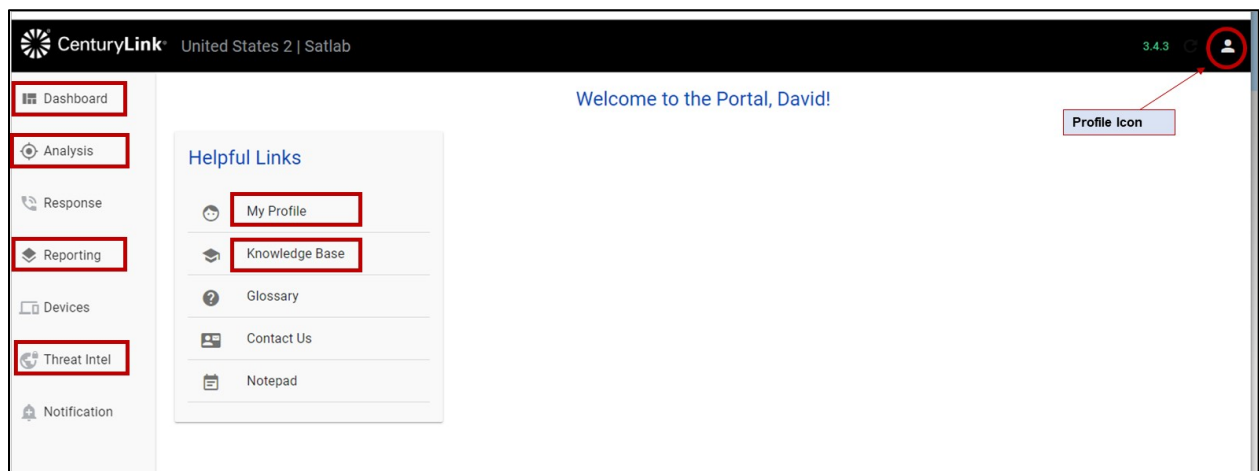 CenturyLink® United States 2 | Satlab 3.4.3
Dashboard
Analysis
Response
Reporting
Devices
Threat Intel
Notification
Welcome to the Portal, David!
Profile Icon
Helpful Links
My Profile
Knowledge Base
Glossary
Contact Us
Notepad